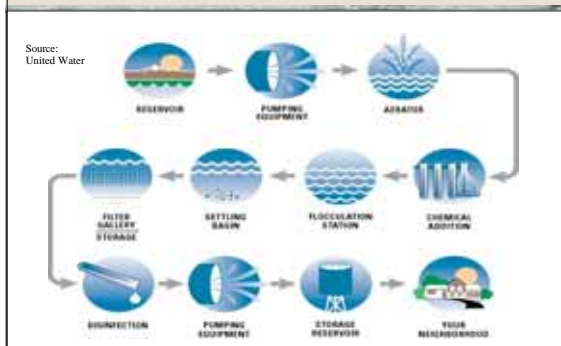 Source:
United Water
RESERVOIR
PUMPING
EQUIPMENT
AERATOR
FILTER
GALLERY
STORAGE
SETTLING
BASIN
FLOCCULATION
STATION
CHEMICAL
ADDITION
DISINFECTION
PUMPING
EQUIPMENT
STORAGE
RESERVOIR
YOUR
NEIGHBORHOOD